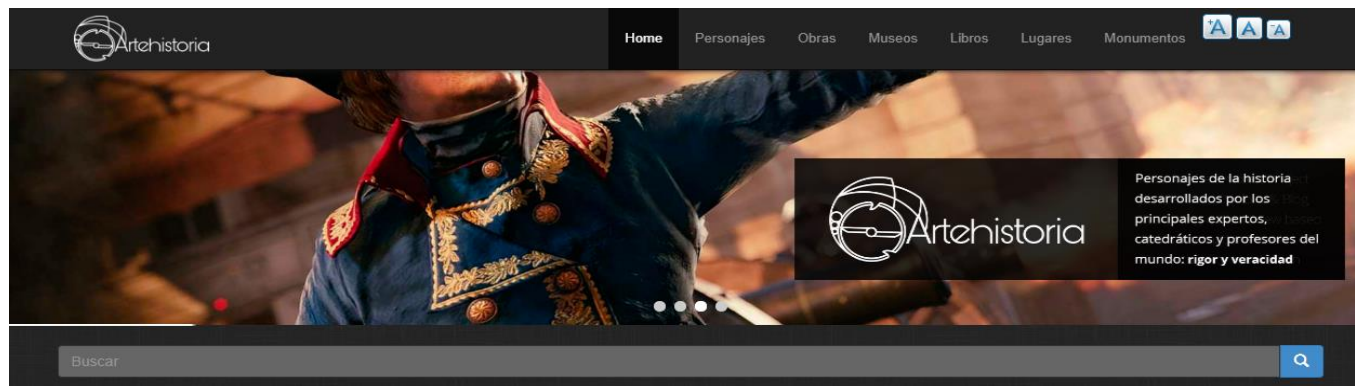 Artehistoria
Home Personajes Obras Museos Libros Lugares Monumentos +A A -A
Personajes de la historia
desarrollados por los
principales expertos,
Artehistoria
catedráticos y profesores del
mundo: rigor y veracidad
Buscar